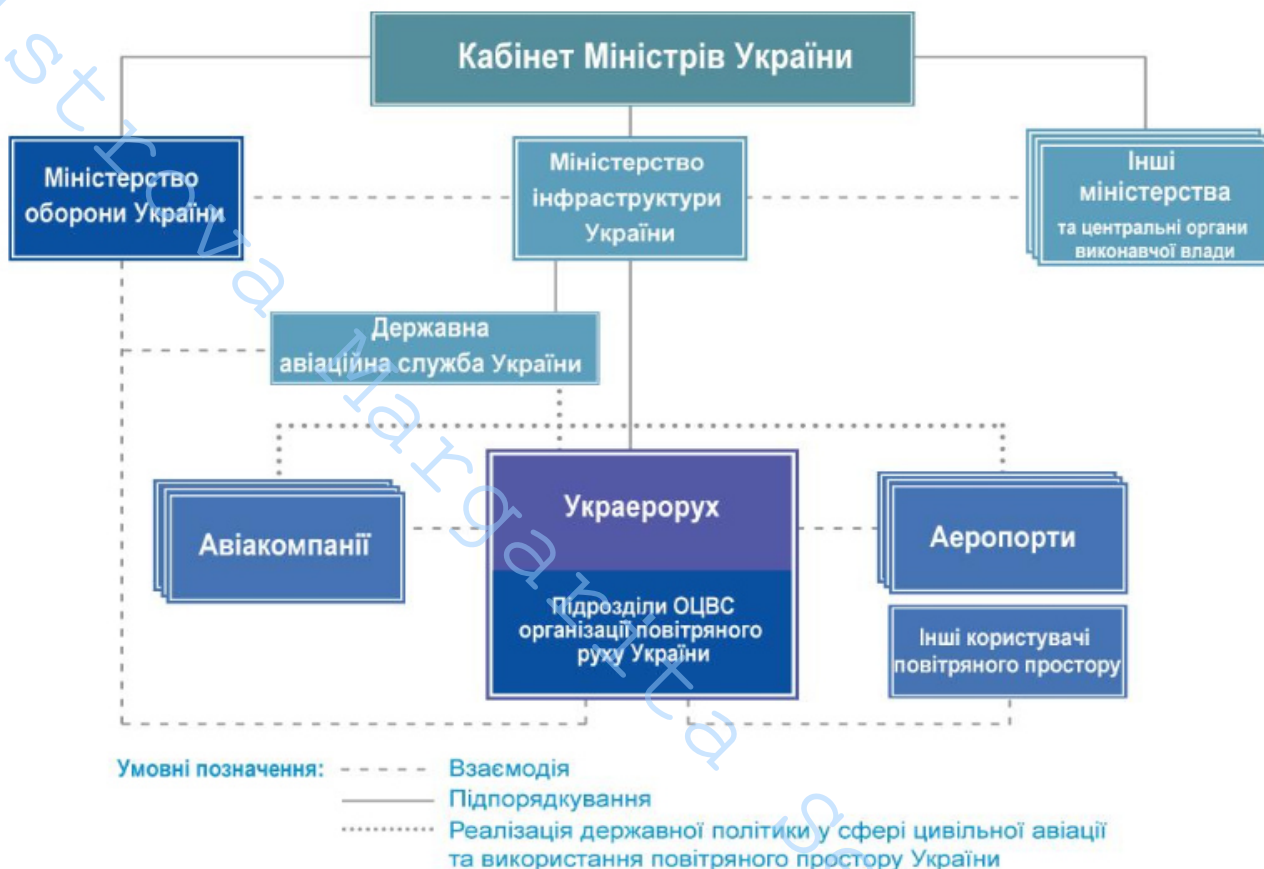 Кабінет Міністрів України
Міністерство
оборони України
Міністерство
інфраструктури
України
Інші
міністерства
та центральні органи
виконавчої влади
Державна
авіаційна служба України
Авіакомпанії
Украерорух
Підрозділи ОЦВС
організації повітряного
руху України
Аеропорти
Інші користувачі
повітряного простору
Умовні позначення:
Взаємодія
Підпорядкування
Реалізація державної політики у сфері цивільної авіації
та використання повітряного простору України
strova Margarita